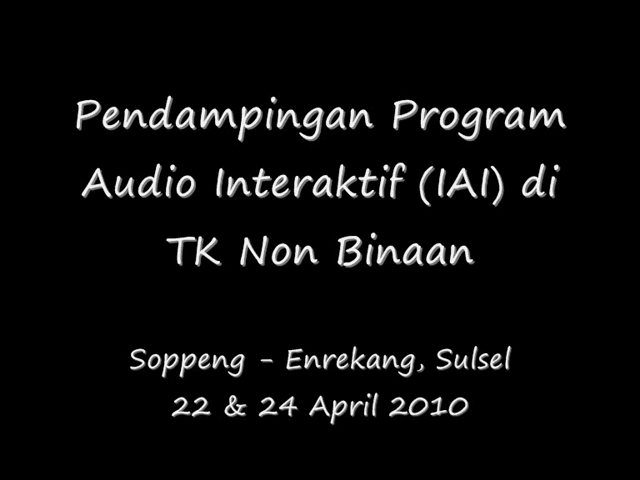 Pendampingan Program
Audio Interaktif (IAI) di
TK Non Binaan
Soppeng - Enrekang, Sulsel
22 & 24 April 2010